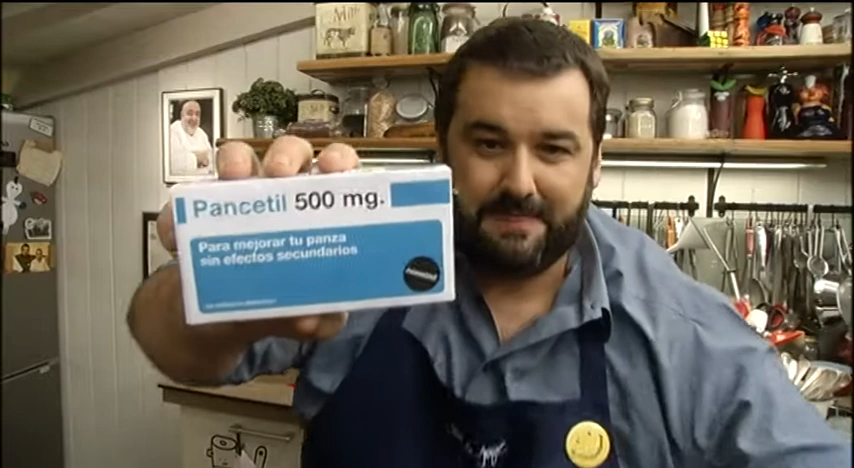 Pancetil 500 mg.
Para mejorar tu panza
sin efectos secundarios